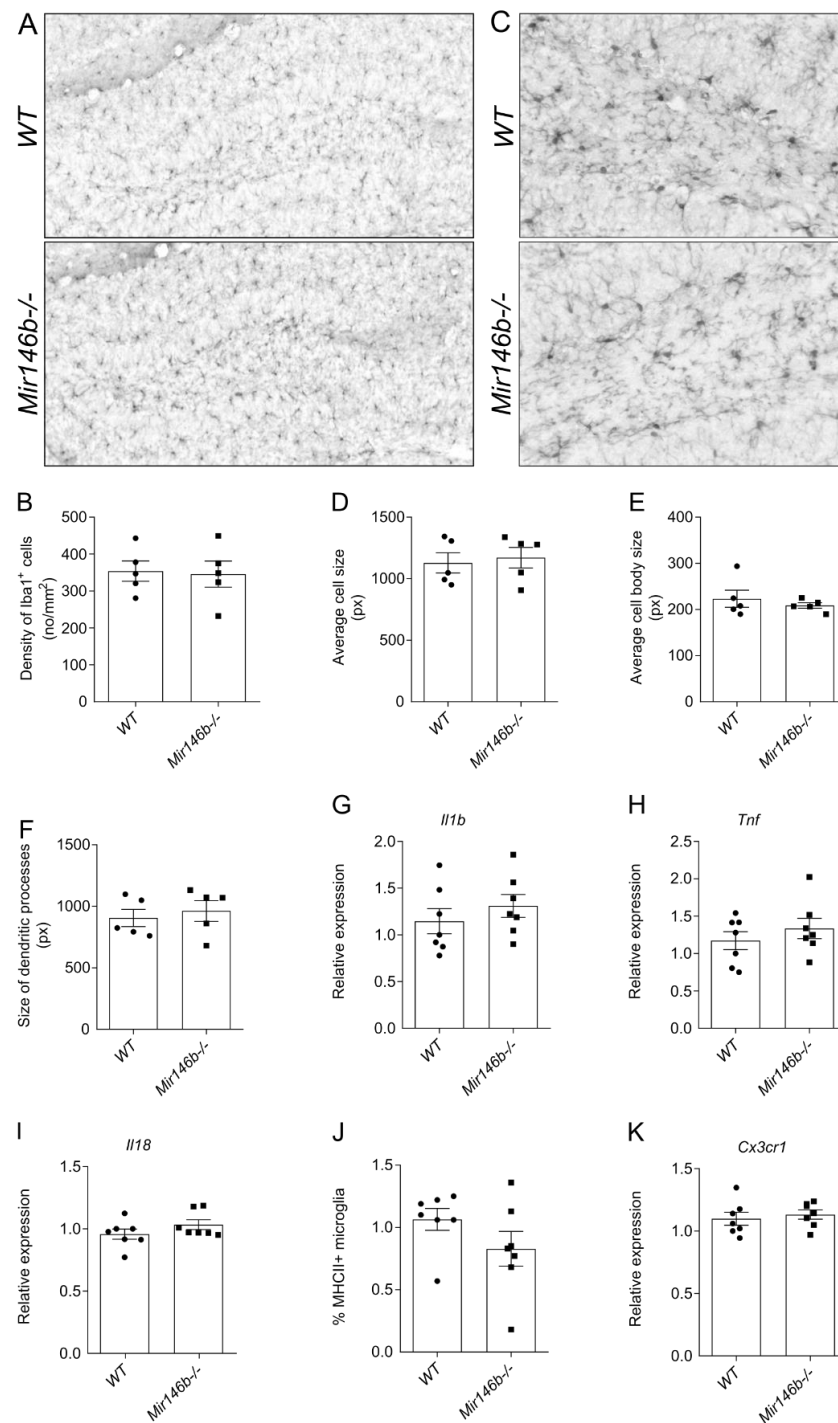 A
C
WT
WT
Mir146b-/-
Mir146b-/-
B
D
E
Density of Iba1⁺ cells
(no/mm²)
500
400
300
200
100
0
WT
Mir146b-/-
Average cell size
(px)
1500
1000
500
0
WT
Mir146b-/-
Average cell body size
(px)
400
300
200
100
0
WT
Mir146b-/-
F
G
H
Size of dendritic processes
(px)
1500
1000
500
0
WT
Mir146b-/-
Il1b
Relative expression
2.0
1.5
1.0
0.5
0.0
WT
Mir146b-/-
Tnf
Relative expression
2.5
2.0
1.5
1.0
0.5
0.0
WT
Mir146b-/-
I
J
K
Il18
Relative expression
1.5
1.0
0.5
0.0
WT
Mir146b-/-
% MHCII+ microglia
1.5
1.0
0.5
0.0
WT
Mir146b-/-
Cx3cr1
Relative expression
1.5
1.0
0.5
0.0
WT
Mir146b-/-